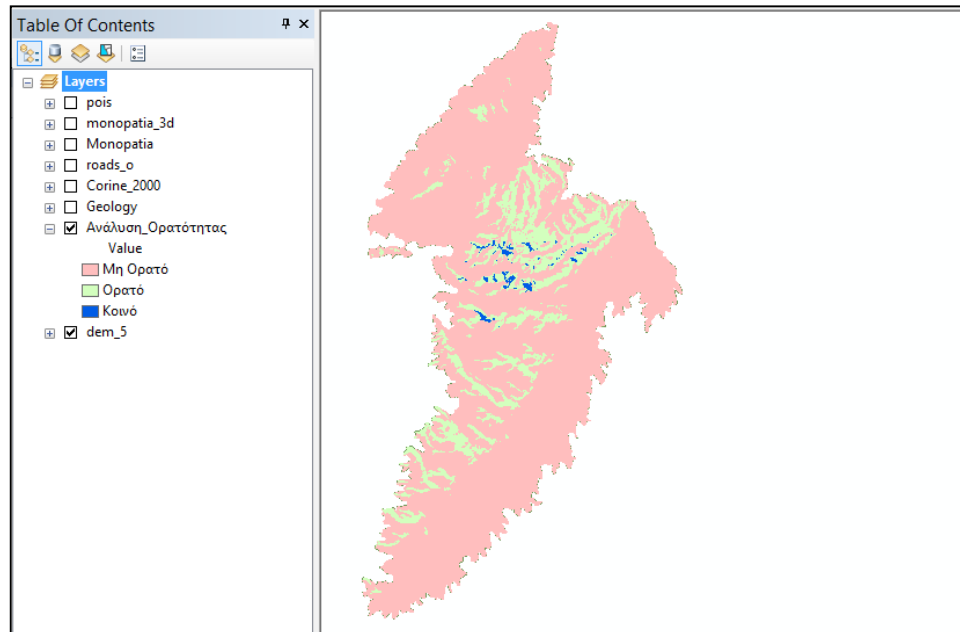 Table Of Contents
Layers
pois
monopatia_3d
Monopatia
roads_o
Corine_2000
Geology
Ανάλυση_Ορατότητας
Value
Μη Ορατό
Ορατό
Κοινό
dem_5